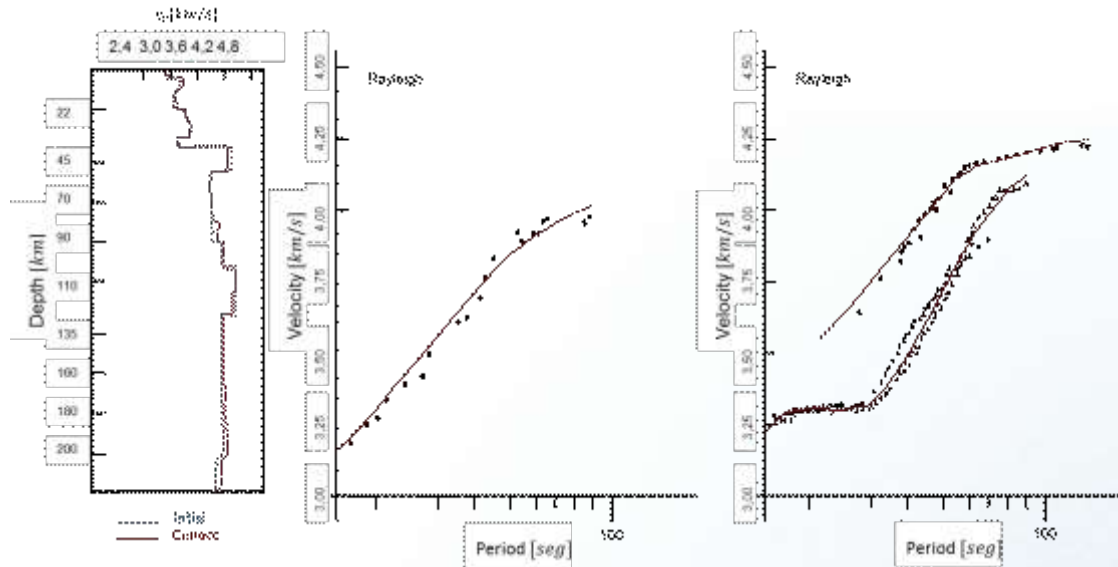 [km/s]
2,4 3,0 3,6 4,2 4,8
22
45
70
90
110
135
160
180
200
Depth [km]
Initial
Rayleigh
4,50
4,20
4,00
3,75
3,50
3,25
3,00
Velocity [km/s]
100
Period [seg]
Rayleigh
4,50
4,25
4,00
3,75
3,50
3,25
3,00
Velocity [km/s]
100
Period [seg]